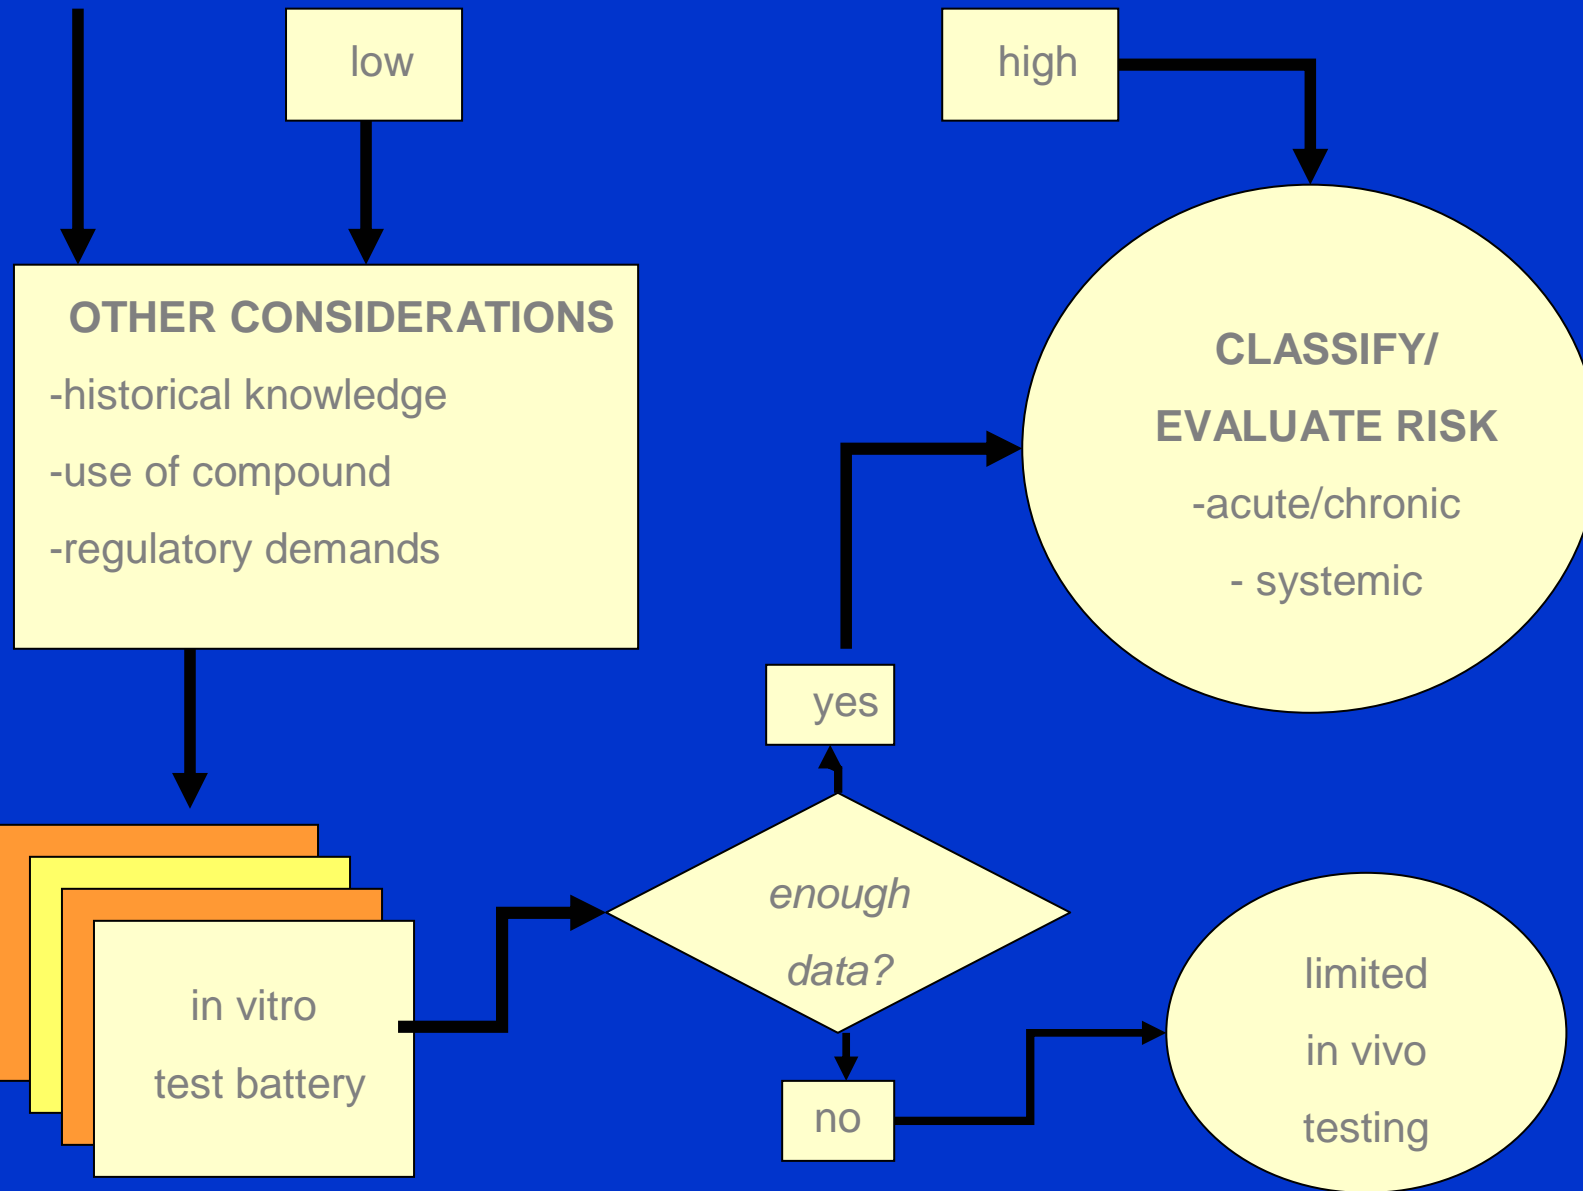 low
high
OTHER CONSIDERATIONS
-historical knowledge
-use of compound
-regulatory demands
CLASSIFY/
EVALUATE RISK
-acute/chronic
- systemic
yes
enough
data?
in vitro
test battery
no
limited
in vivo
testing